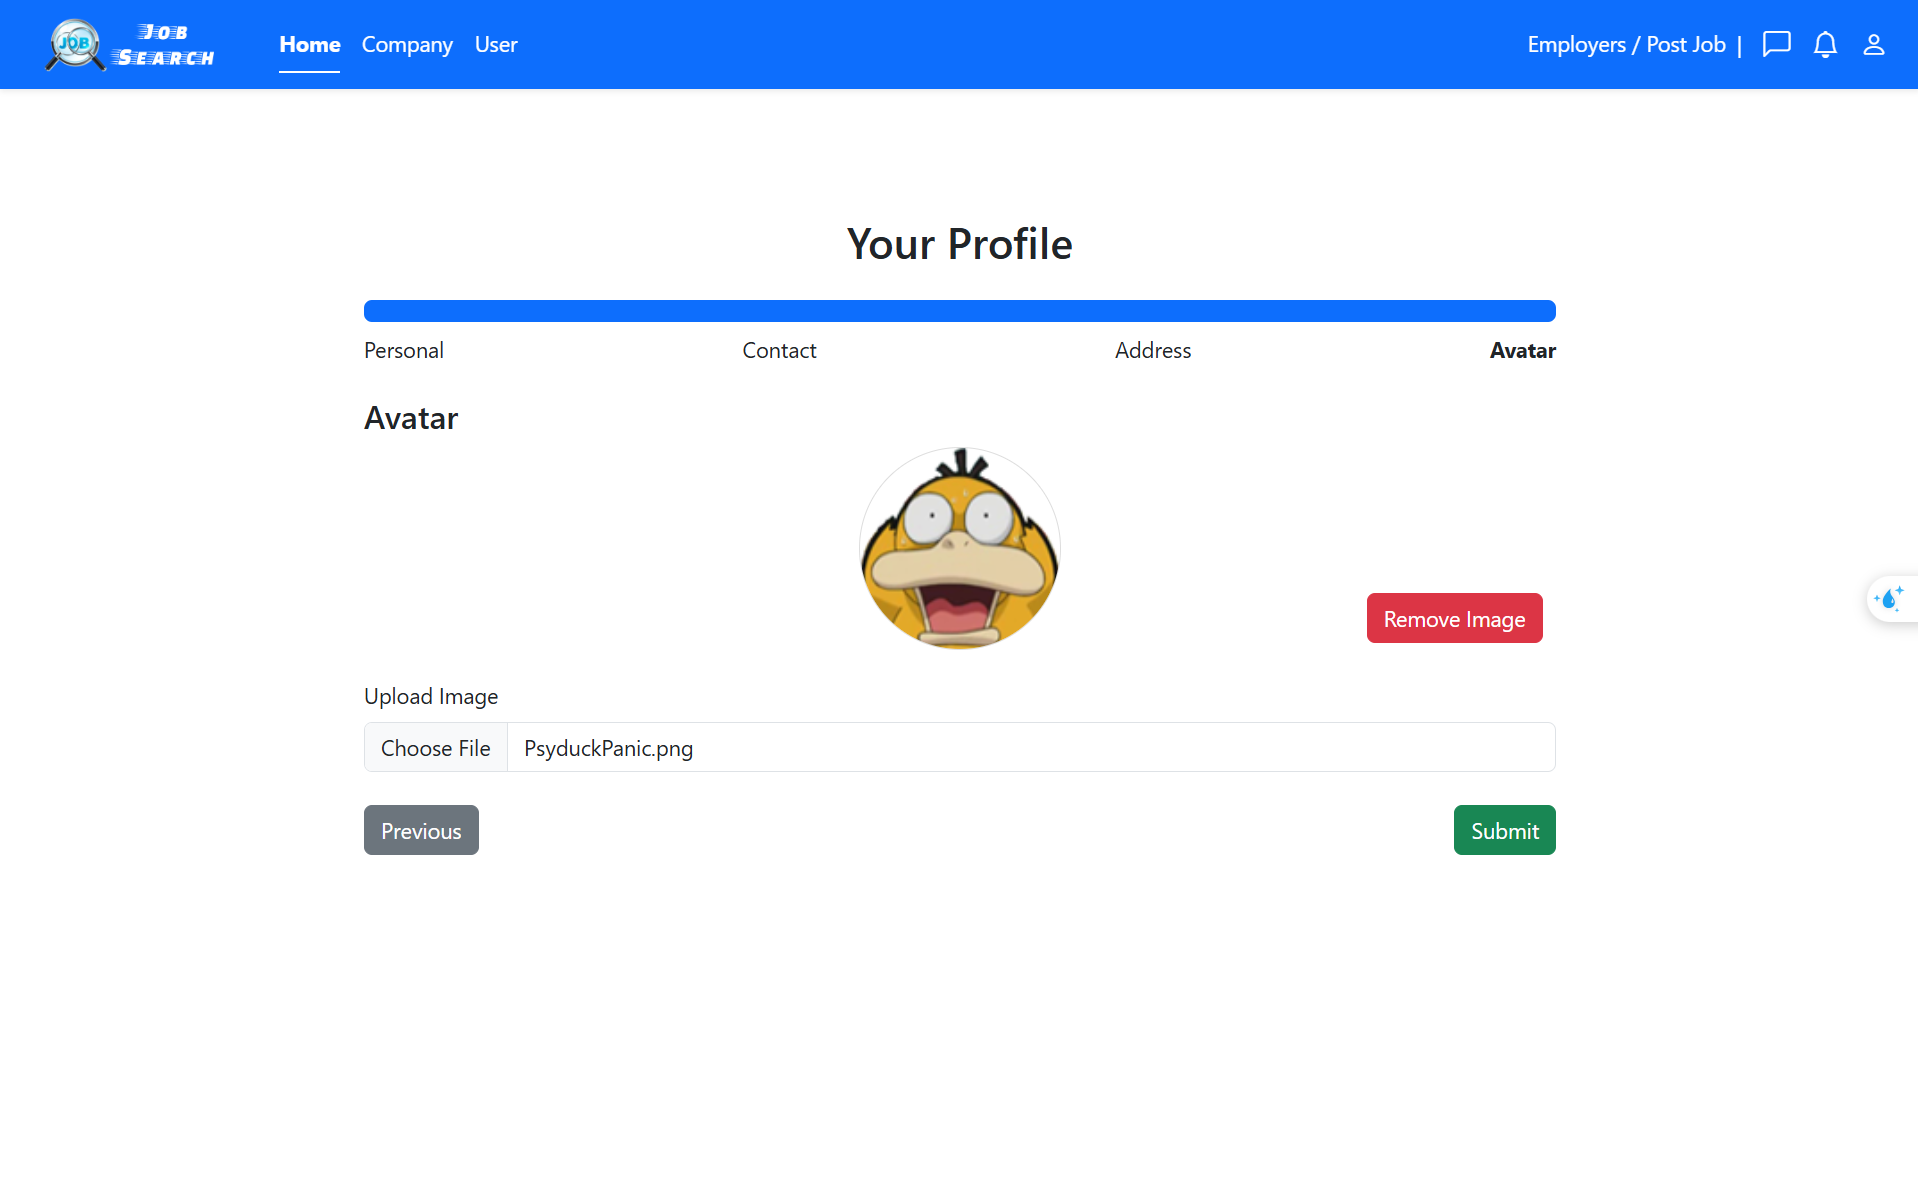 JOB
JOB
SEARCH
Home Company User
Employers / Post Job |
Your Profile
Personal Contact Address Avatar
Avatar
Remove Image
Upload Image
Choose File PsyduckPanic.png
Previous Submit